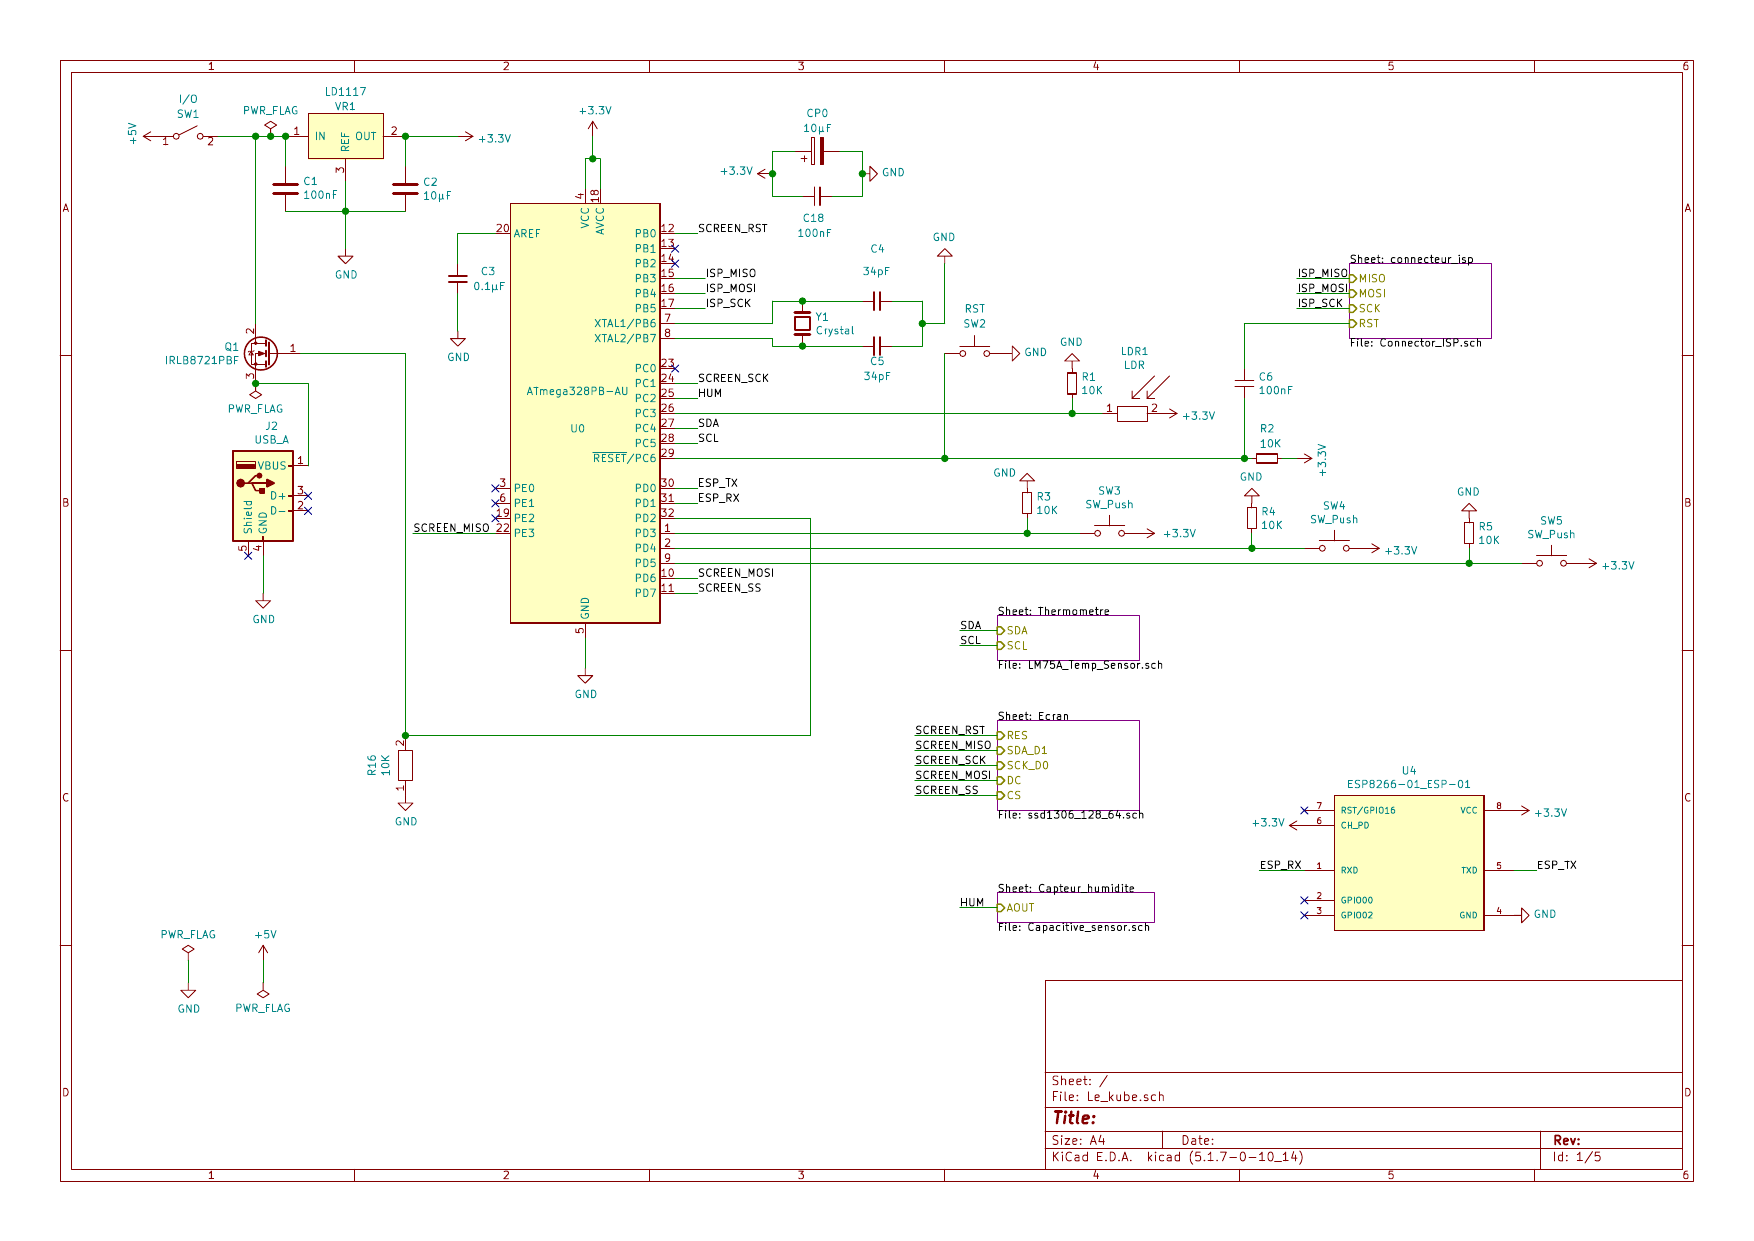 1 2 3 4 5 6
A
B
C
D
A
B
C
D
1 2 3 4 5 6
+5V
I/O
SW1
1
2
PWR_FLAG
LD1117
VR1
1
IN
REF
OUT
2
3
+3.3V
C1
100nF
C2
10µF
GND
2
Q1
IRLB8721PBF
1
3
PWR_FLAG
J2
USB_A
VBUS
1
D+
3
D-
2
Shield
GND
5
4
GND
R16
10K
2
1
GND
+3.3V
4
18
VCC
AVCC
20
AREF
C3
0.1µF
GND
ATmega328PB-AU
U0
3
PE0
6
PE1
19
PE2
SCREEN_MISO
22
PE3
GND
5
GND
PB0
12
SCREEN_RST
PB1
13
PB2
14
PB3
15
ISP_MISO
PB4
16
ISP_MOSI
PB5
17
ISP_SCK
XTAL1/PB6
7
XTAL2/PB7
8
PC0
23
PC1
24
SCREEN_SCK
PC2
25
HUM
PC3
26
PC4
27
SDA
PC5
28
SCL
RESET/PC6
29
PD0
30
ESP_TX
PD1
31
ESP_RX
PD2
32
PD3
1
PD4
2
PD5
9
PD6
10
SCREEN_MOSI
PD7
11
SCREEN_SS
CP0
10µF
+
+3.3V
GND
C18
100nF
C4
34pF
Y1
Crystal
C5
34pF
GND
RST
SW2
GND
GND
R1
10K
LDR1
LDR
1
2
+3.3V
Sheet: connecteur isp
ISP_MISO
MISO
ISP_MOSI
MOSI
ISP_SCK
SCK
RST
File: Connector_ISP.sch
C6
100nF
R2
10K
+3.3V
GND
R3
10K
SW3
SW_Push
+3.3V
GND
R4
10K
SW4
SW_Push
+3.3V
GND
R5
10K
SW5
SW_Push
+3.3V
Sheet: Thermometre
SDA
SDA
SCL
SCL
File: LM75A_Temp_Sensor.sch
Sheet: Ecran
SCREEN_RST
RES
SCREEN_MISO
SDA_D1
SCREEN_SCK
SCK_D0
SCREEN_MOSI
DC
SCREEN_SS
CS
File: ssd1306_128_64.sch
Sheet: Capteur humidite
HUM
AOUT
File: Capacitive_sensor.sch
U4
ESP8266-01_ESP-01
7
RST/GPIO16
+3.3V
6
CH_PD
ESP_RX
1
RXD
2
GPIO0
3
GPIO2
VCC
8
+3.3V
TXD
5
ESP_TX
GND
4
GND
PWR_FLAG
GND
+5V
PWR_FLAG
Sheet: /
File: Le_kube.sch
Title:
Size: A4
Date:
Rev:
KiCad E.D.A. kicad (5.1.7-0-10_14)
Id: 1/5